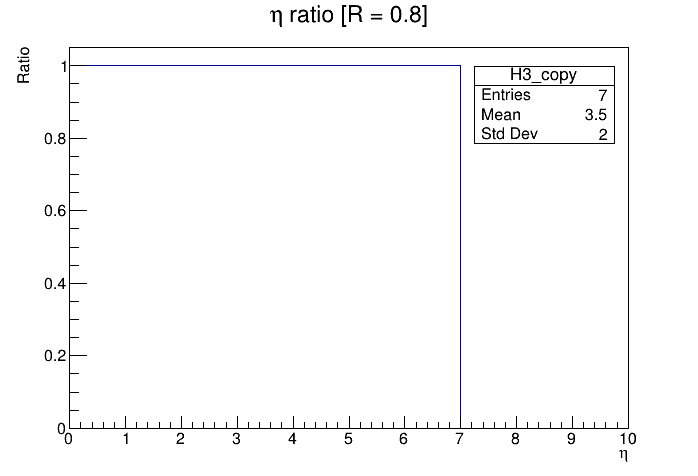 η ratio [R = 0.8]
Ratio
H3_copy
Entries 7
Mean 3.5
Std Dev 2
1
0.8
0.6
0.4
0.2
0
0 1 2 3 4 5 6 7 8 9 10
η